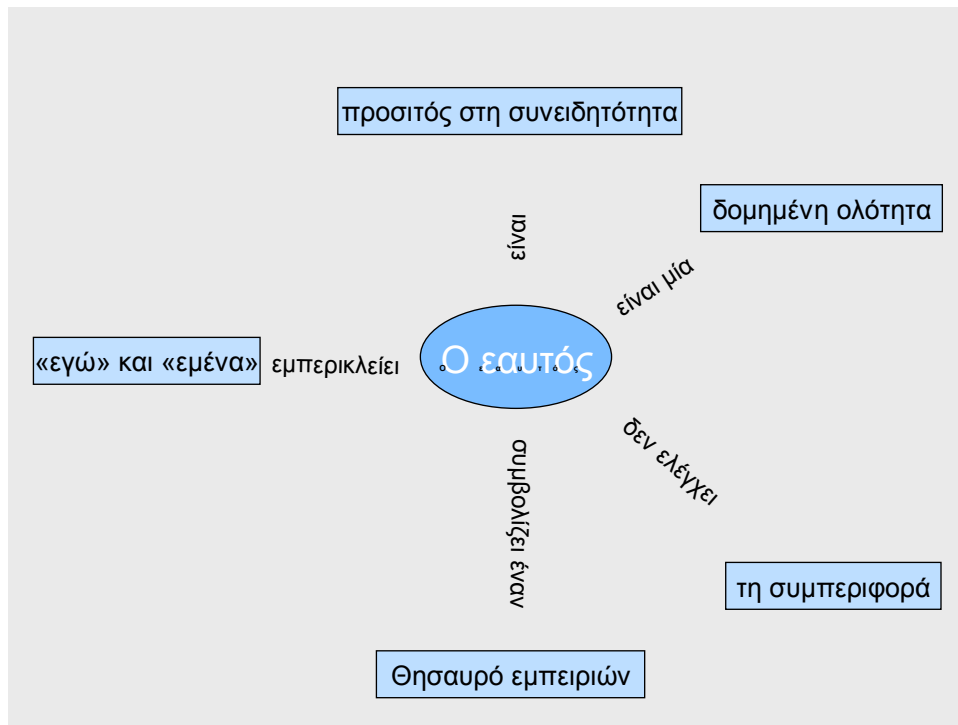 προσιτός στη συνειδητότητα
είναι
δομημένη ολότητα
είναι μία
Ο εαυτός
Ο εαυτός
«εγώ» και «εμένα»
εμπερικλείει
δεν ελέγχει
τη συμπεριφορά
συμβολίζει έναν
Θησαυρό εμπειριών